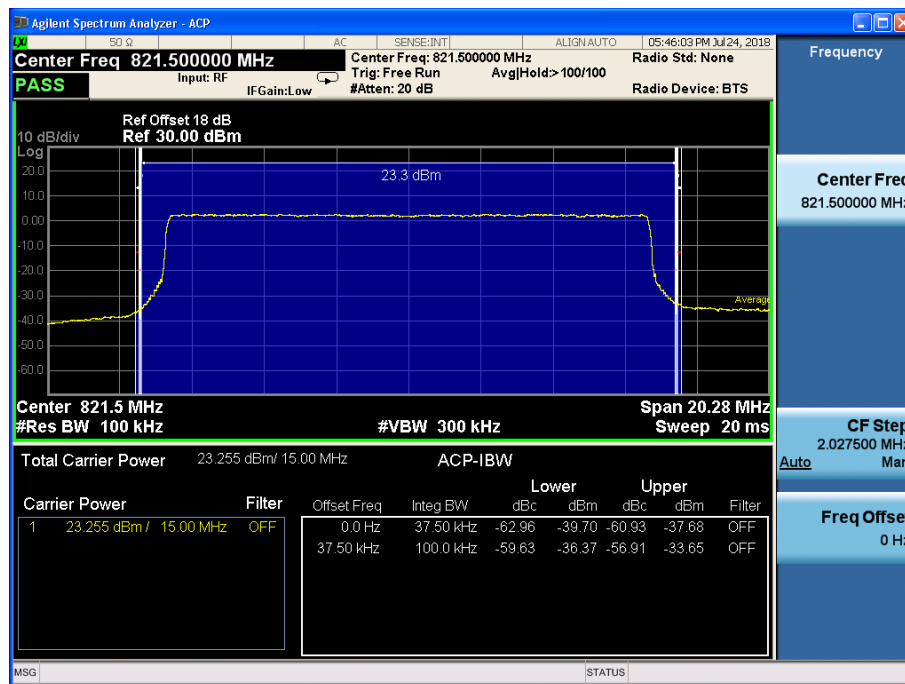 Agilent Spectrum Analyzer - ACP
LXI 50 Ω AC SENSE:INT ALIGN AUTO 05:46:03 PM Jul 24, 2018
Center Freq 821.500000 MHz
Center Freq: 821.500000 MHz Radio Std: None
PASS Input: RF Trig: Free Run Avg|Hold:> 100/100
IFGain:Low #Atten: 20 dB Radio Device: BTS
Ref Offset 18 dB
10 dB/div Ref 30.00 dBm
Log
20.0
23.3 dBm
10.0
0.00
-10.0
-20.0
-30.0
Average
-40.0
-50.0
-60.0
Center 821.5 MHz Span 20.28 MHz
#Res BW 100 kHz #VBW 300 kHz Sweep 20 ms
Total Carrier Power 23.255 dBm/ 15.00 MHz ACP-IBW
Lower Upper
Carrier Power Filter Offset Freq Integ BW dBc dBm dBc dBm Filter
1 23.255 dBm / 15.00 MHz OFF 0.0 Hz 37.50 kHz -62.96 -39.70 -60.93 -37.68 OFF
37.50 kHz 100.0 kHz -59.63 -36.37 -56.91 -33.65 OFF
MSG STATUS
Frequency
Center Freq
821.500000 MHz
CF Step
2.027500 MHz
Auto Man
Freq Offse
0 Hz